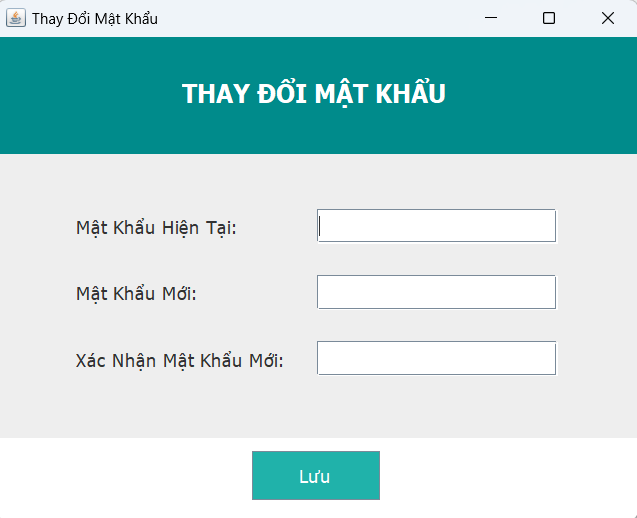 Thay Đổi Mật Khẩu
THAY ĐỔI MẬT KHẨU
Mật Khẩu Hiện Tại:
Mật Khẩu Mới:
Xác Nhận Mật Khẩu Mới:
Lưu